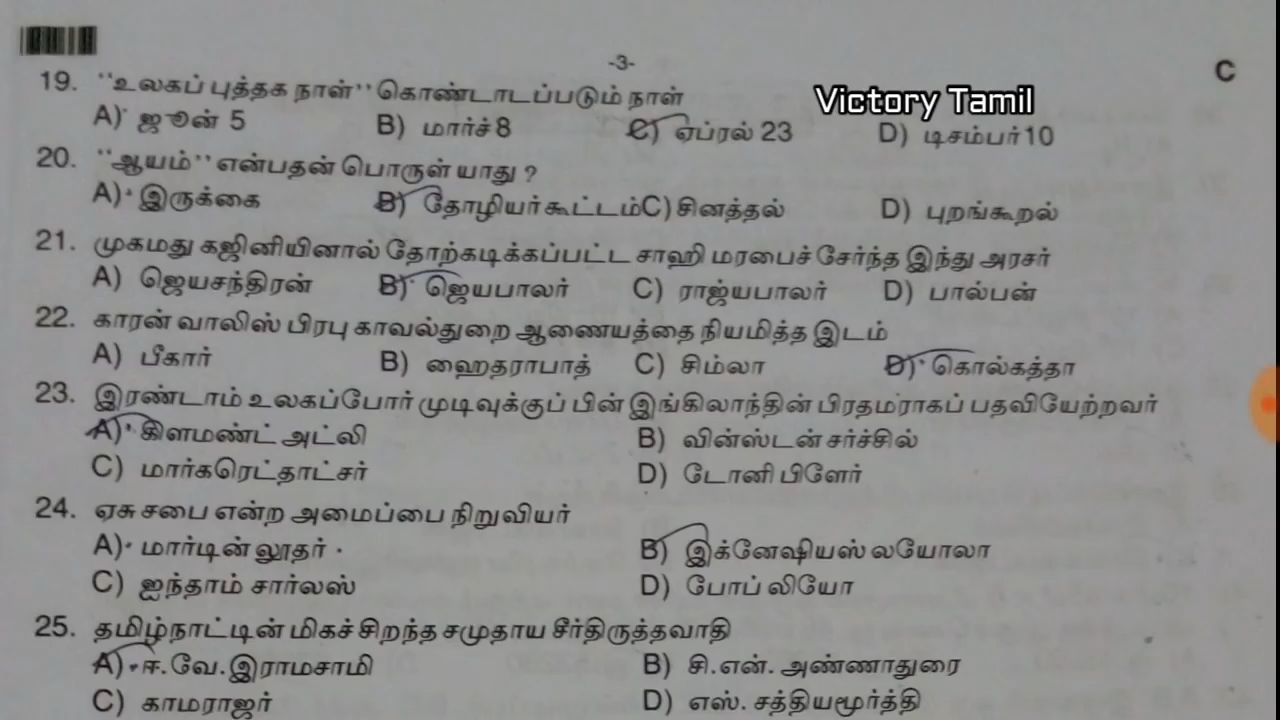 -3-
C
Victory Tamil
19. ''உலகப் புத்தக நாள்'' கொண்டாடப்படும் நாள்
A) ஜூன் 5 B) மார்ச் 8 C) ஏப்ரல் 23 D) டிசம்பர் 10
20. ''ஆயம்'' என்பதன் பொருள் யாது ?
A) இருக்கை B) தோழியர் கூட்டம் C) சினத்தல் D) புறங்கூறல்
21. முகமது கஜினியினால் தோற்கடிக்கப்பட்ட சாஹி மரபைச் சேர்ந்த இந்து அரசர்
A) ஜெயசந்திரன் B) ஜெயபாலர் C) ராஜ்யபாலர் D) பால்பன்
22. காரன் வாலிஸ் பிரபு காவல்துறை ஆணையத்தை நியமித்த இடம்
A) பீகார் B) ஹைதராபாத் C) சிம்லா D) கொல்கத்தா
23. இரண்டாம் உலகப்போர் முடிவுக்குப் பின் இங்கிலாந்தின் பிரதமராகப் பதவியேற்றவர்
A) கிளமண்ட் அட்லி B) வின்ஸ்டன் சர்ச்சில்
C) மார்கரெட்தாட்சர் D) டோனி பிளேர்
24. ஏசு சபை என்ற அமைப்பை நிறுவியர்
A) மார்டின் லூதர் B) இக்னேஷியஸ் லயோலா
C) ஐந்தாம் சார்லஸ் D) போப் லியோ
25. தமிழ்நாட்டின் மிகச் சிறந்த சமுதாய சீர்திருத்தவாதி
A) ஈ.வே.இராமசாமி B) சி.என். அண்ணாதுரை
C) காமராஜர் D) எஸ். சத்தியமூர்த்தி